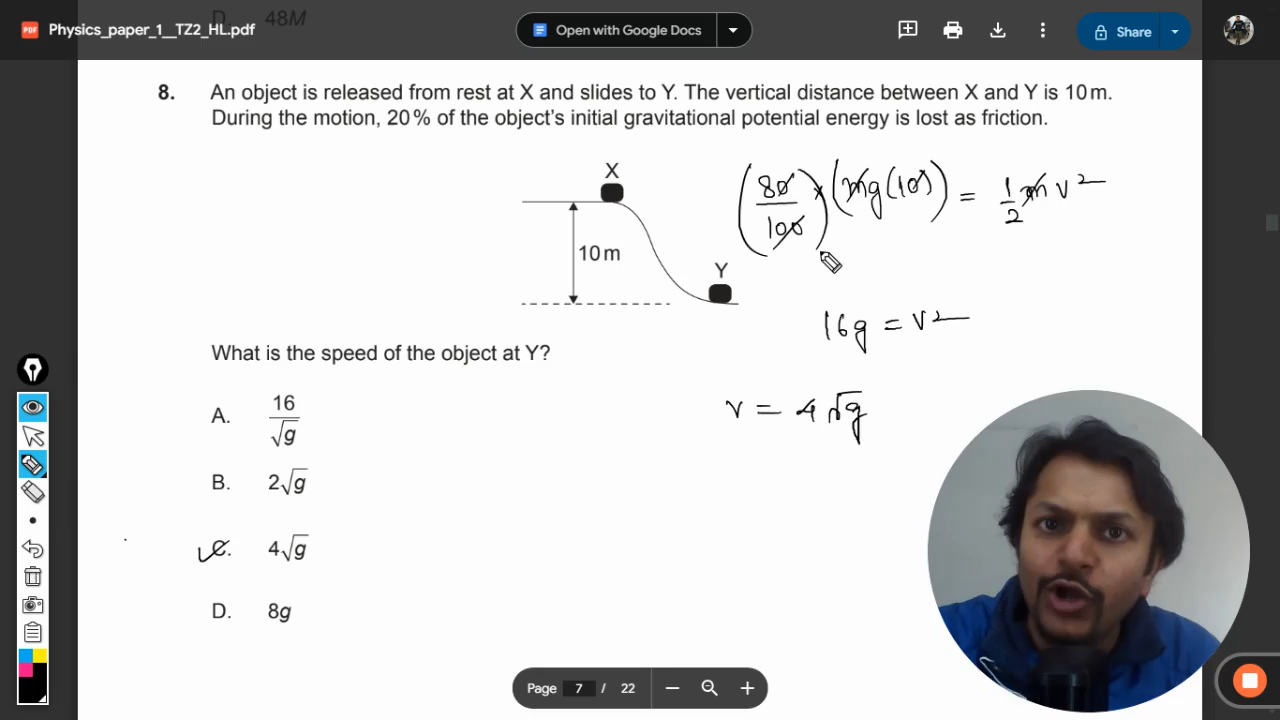 D. 48M
Physics_paper_1__TZ2_HL.pdf
Open with Google Docs
Share
8. An object is released from rest at X and slides to Y. The vertical distance between X and Y is 10 m.
During the motion, 20 % of the object's initial gravitational potential energy is lost as friction.
X
10 m
Y
(80/100) × (mg(10)) = 1/2 m v²
16g = v²
v = 4√g
What is the speed of the object at Y?
A. 16/√g
B. 2√g
C. 4√g
D. 8g
Page 7 / 22
PDF